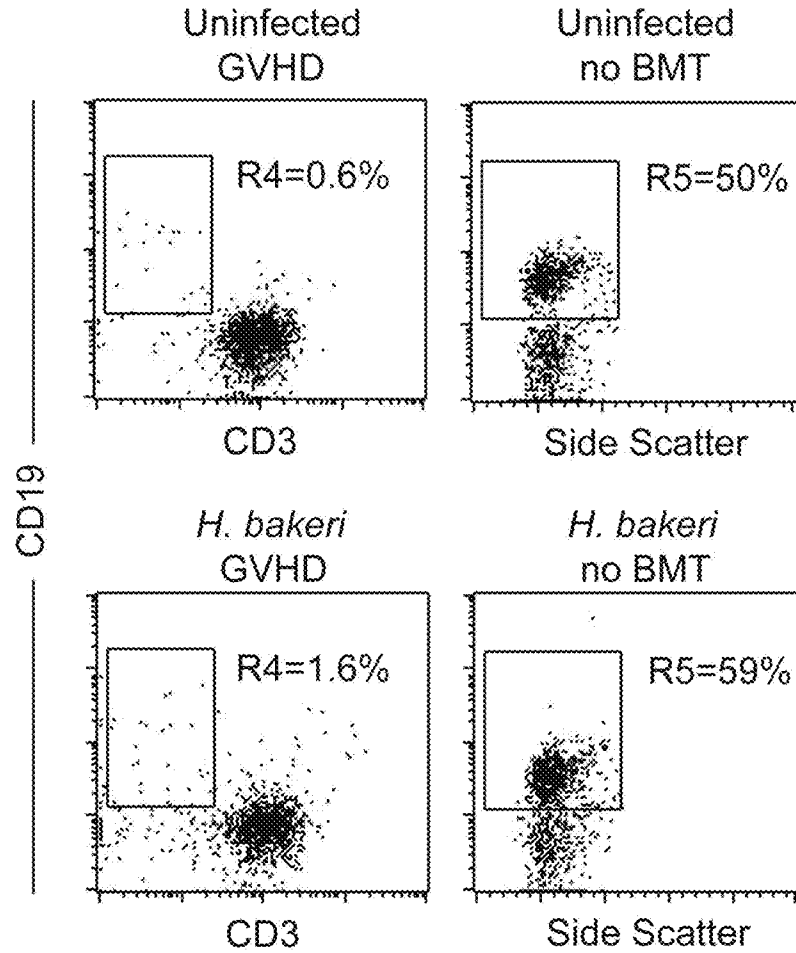 Uninfected
GVHD
Uninfected
no BMT
R4=0.6%
R5=50%
CD3
Side Scatter
CD19
H. bakeri
GVHD
H. bakeri
no BMT
R4=1.6%
R5=59%
CD3
Side Scatter